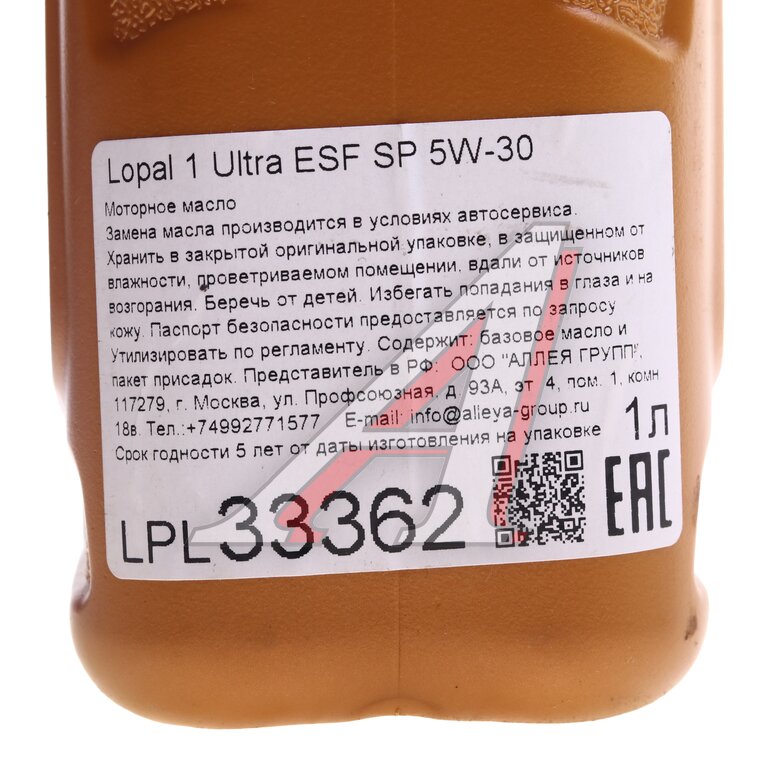 Lopal 1 Ultra ESF SP 5W-30
Моторное масло
Замена масла производится в условиях автосервиса.
Хранить в закрытой оригинальной упаковке, в защищенном от
влажности, проветриваемом помещении, вдали от источников
возгорания. Беречь от детей. Избегать попадания в глаза и на
кожу. Паспорт безопасности предоставляется по запросу
Утилизировать по регламенту. Содержит: базовое масло и
пакет присадок. Представитель в РФ: ООО "АЛЛЕЯ ГРУПП",
117279, г. Москва, ул. Профсоюзная, д. 93А, эт. 4, пом. 1, комн
18в. Тел.:+74992771577 E-mail: info@alleya-group.ru
Срок годности 5 лет от даты изготовления на упаковке
1л
LPL33362
EAC